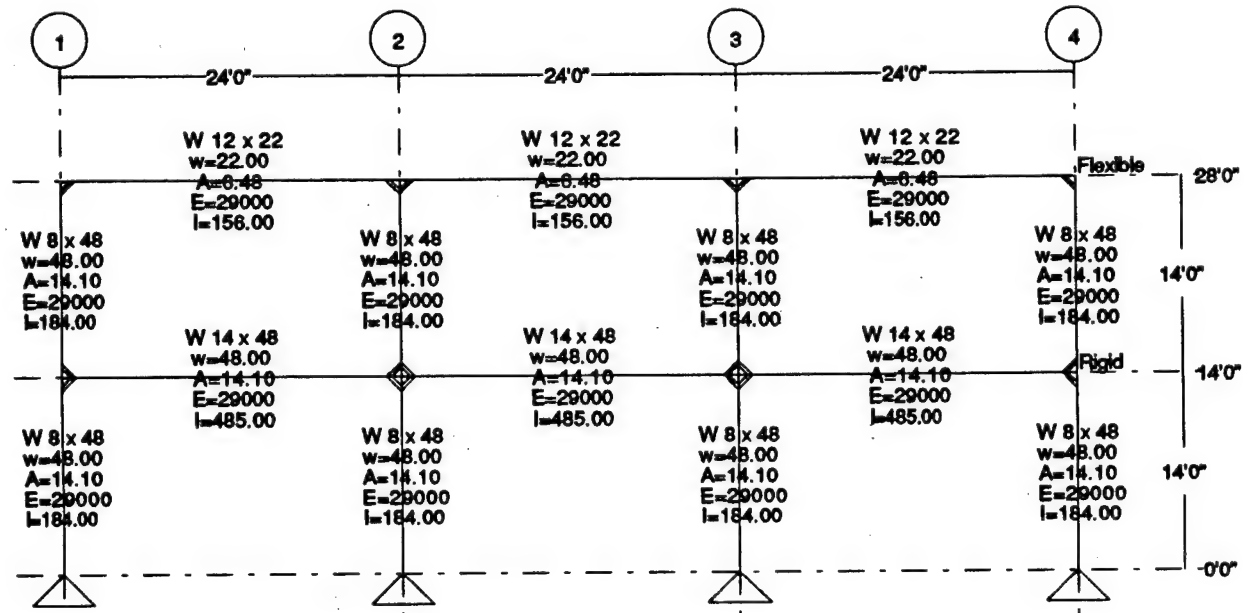 1 2 3 4
24'0" 24'0" 24'0"
W 12 x 22
w=22.00
A=6.48
E=29000
I=156.00
W 12 x 22
w=22.00
A=6.48
E=29000
I=156.00
W 12 x 22
w=22.00
A=6.48
E=29000
I=156.00
Flexible
28'0"
W 8 x 48
w=48.00
A=14.10
E=29000
I=184.00
W 8 x 48
w=48.00
A=14.10
E=29000
I=184.00
W 8 x 48
w=48.00
A=14.10
E=29000
I=184.00
W 8 x 48
w=48.00
A=14.10
E=29000
I=184.00
14'0"
W 14 x 48
w=48.00
A=14.10
E=29000
I=485.00
W 14 x 48
w=48.00
A=14.10
E=29000
I=485.00
W 14 x 48
w=48.00
A=14.10
E=29000
I=485.00
Rigid
14'0"
W 8 x 48
w=48.00
A=14.10
E=29000
I=184.00
W 8 x 48
w=48.00
A=14.10
E=29000
I=184.00
W 8 x 48
w=48.00
A=14.10
E=29000
I=184.00
W 8 x 48
w=48.00
A=14.10
E=29000
I=184.00
14'0"
0'0"